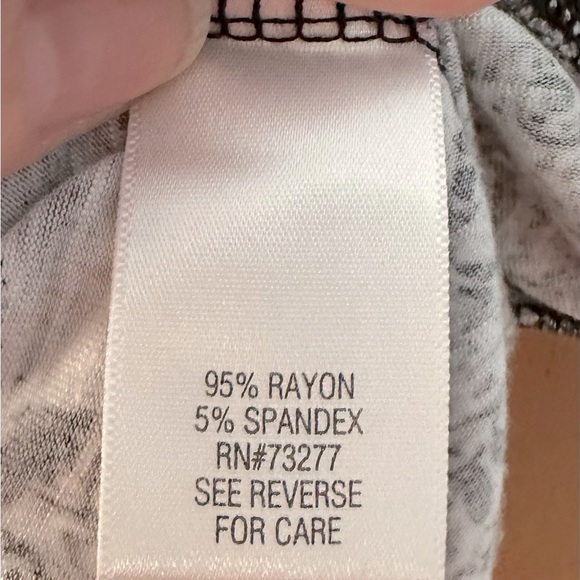 95% RAYON
5% SPANDEX
RN#73277
SEE REVERSE
FOR CARE